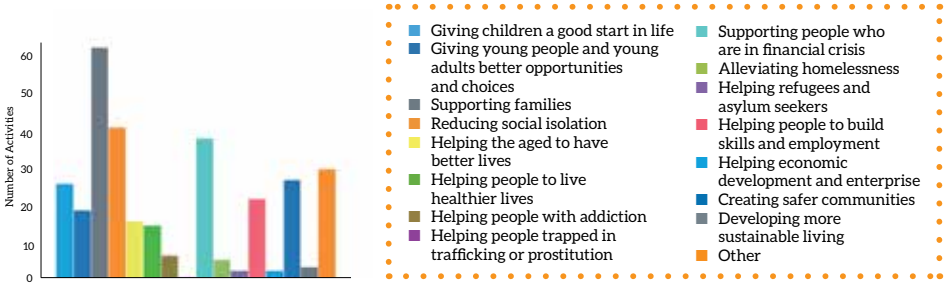 Number of Activities
60
50
40
30
20
10
0
Giving children a good start in life
Giving young people and young
adults better opportunities
and choices
Supporting families
Reducing social isolation
Helping the aged to have
better lives
Helping people to live
healthier lives
Helping people with addiction
Helping people trapped in
trafficking or prostitution
Supporting people who
are in financial crisis
Alleviating homelessness
Helping refugees and
asylum seekers
Helping people to build
skills and employment
Helping economic
development and enterprise
Creating safer communities
Developing more
sustainable living
Other